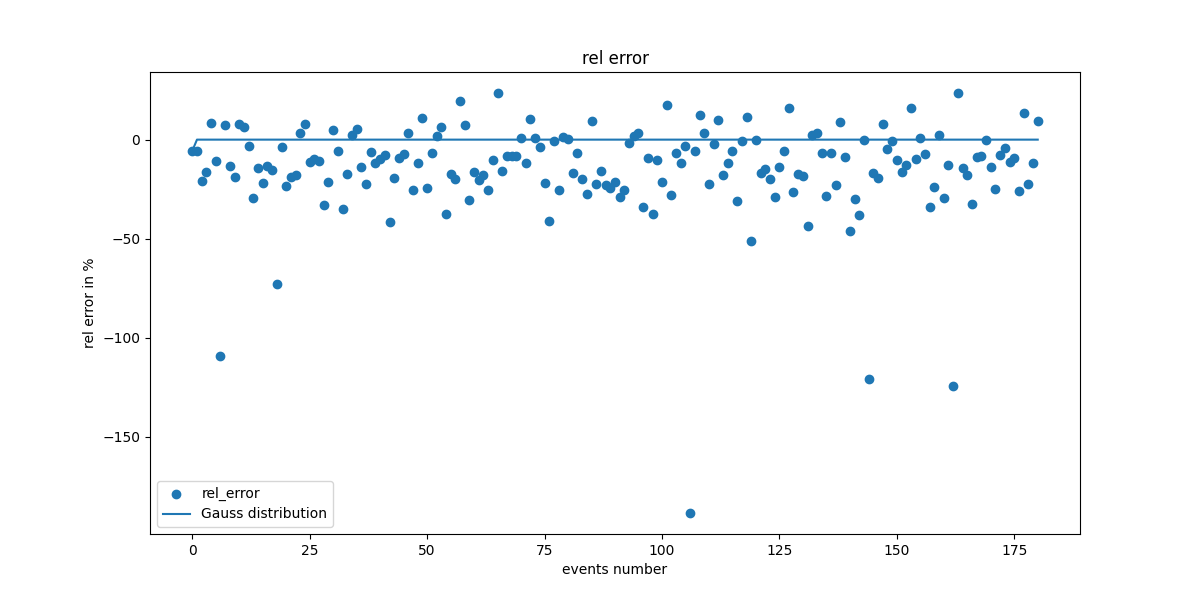 rel error
0
−50
−100
−150
rel error in %
rel_error
Gauss distribution
0
25
50
75
100
125
150
175
events number